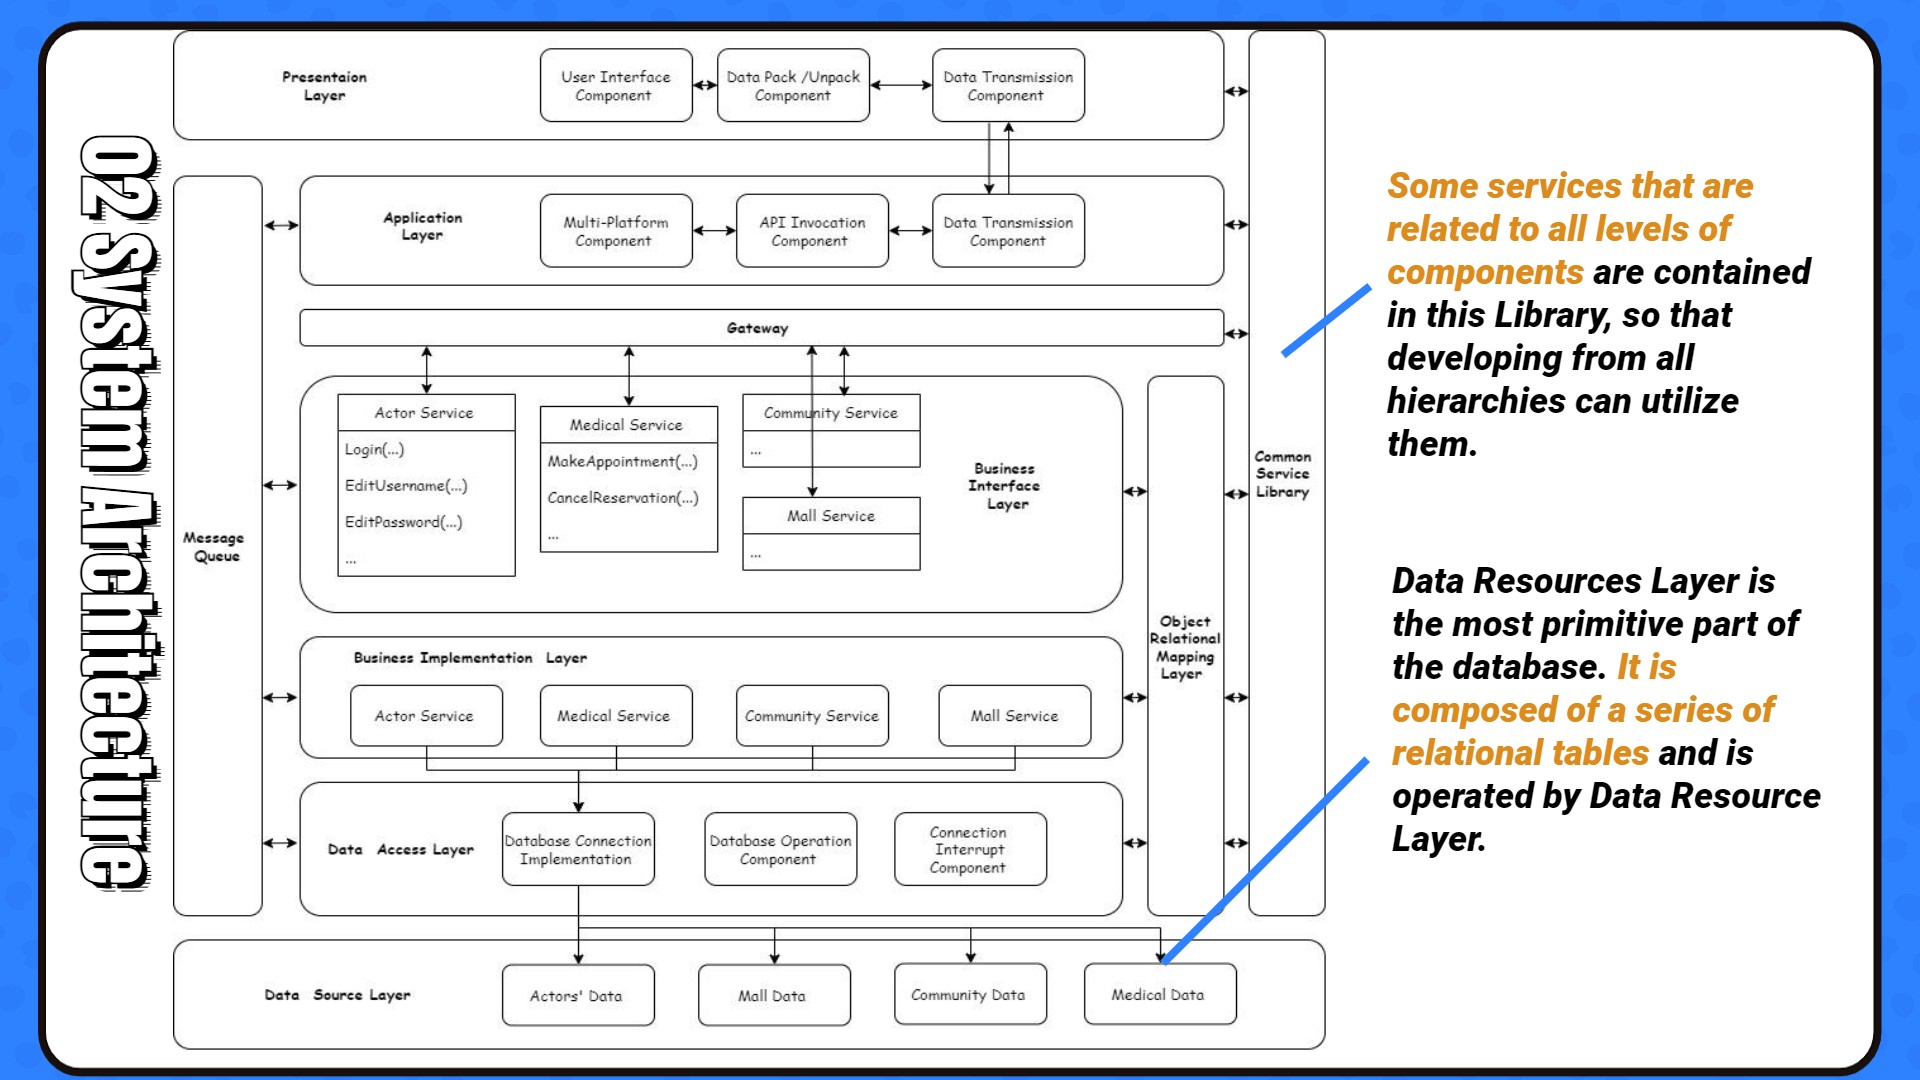 02 System Architecture
Presentaion
Layer
User Interface
Component
Data Pack /Unpack
Component
Data Transmission
Component
Application
Layer
Multi-Platform
Component
API Invocation
Component
Data Transmission
Component
Gateway
Message
Queue
Actor Service
Login(...)
EditUsername(...)
EditPassword(...)
...
Medical Service
MakeAppointment(...)
CancelReservation(...)
...
Community Service
...
Mall Service
...
Business
Interface
Layer
Object
Relational
Mapping
Layer
Common
Service
Library
Business Implementation Layer
Actor Service
Medical Service
Community Service
Mall Service
Data Access Layer
Database Connection
Implementation
Database Operation
Component
Connection
Interrupt
Component
Data Source Layer
Actors' Data
Mall Data
Community Data
Medical Data
Some services that are
related to all levels of
components are contained
in this Library, so that
developing from all
hierarchies can utilize
them.
Data Resources Layer is
the most primitive part of
the database. It is
composed of a series of
relational tables and is
operated by Data Resource
Layer.